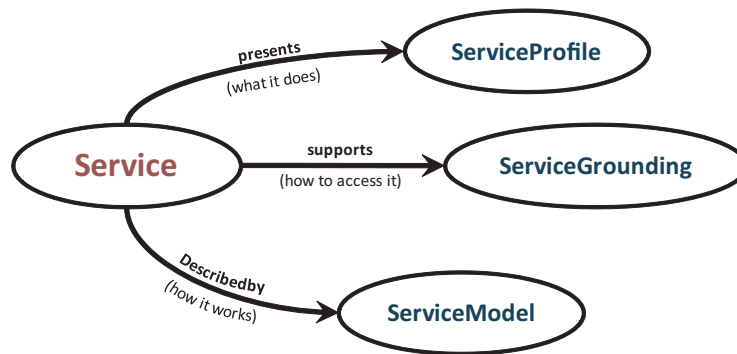 presents
(what it does)
ServiceProfile
Service
supports
(how to access it)
ServiceGrounding
Describedby
(how it works)
ServiceModel